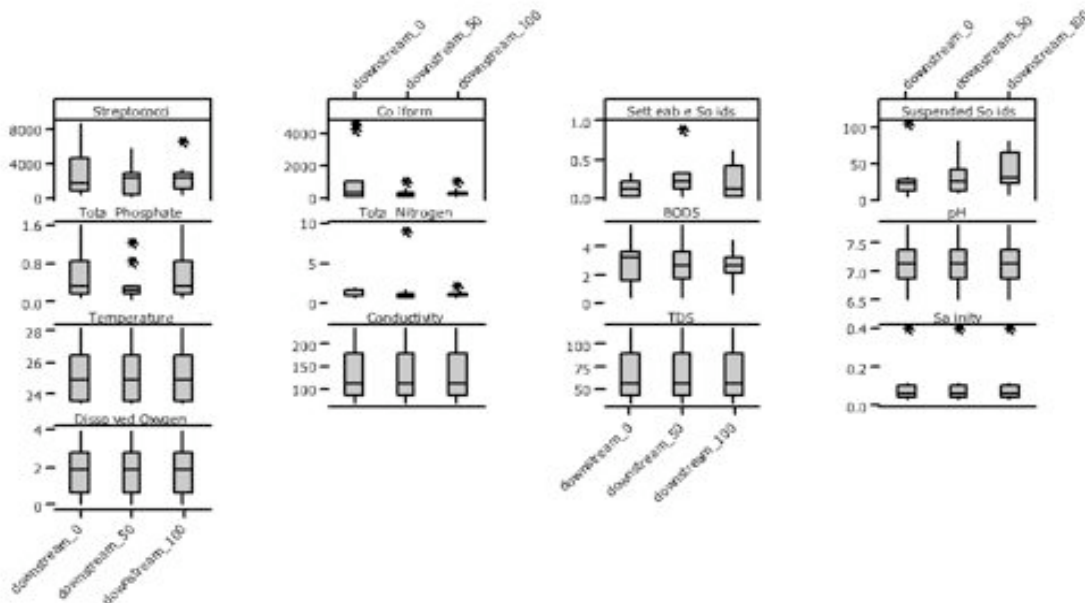 downstream_0 downstream_50 downstream_100 downstream_0 downstream_50 downstream_100
Streptococci Coliform Setteable Solids Suspended Solids
8000 4000 1.0 100
4000 2000 0.5 50
0 0 0.0 0
Total Phosphate Total Nitrogen BOD5 pH
1.6 10 4 7.5
0.8 5 2 7.0
0.0 0 0 6.5
Temperature Conductivity TDS Salinity
28 200 100 0.4
26 150 75 0.2
24 100 50 0.0
Dissolved Oxygen
4
2
0
downstream_0 downstream_50 downstream_100
downstream_0 downstream_50 downstream_100